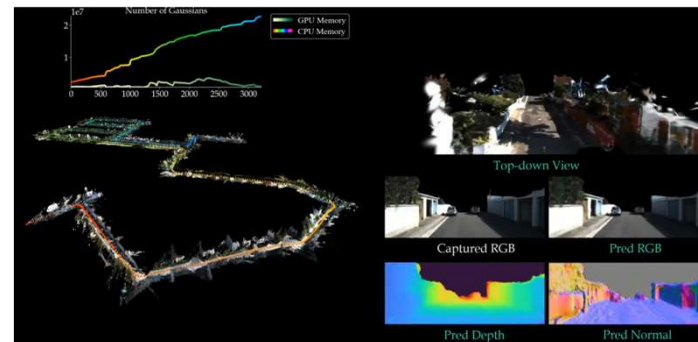 Number of Gaussians
1e7
GPU Memory
CPU Memory
2
1
0 500 1000 1500 2000 2500 3000
Top-down View
Captured RGB
Pred RGB
Pred Depth
Pred Normal